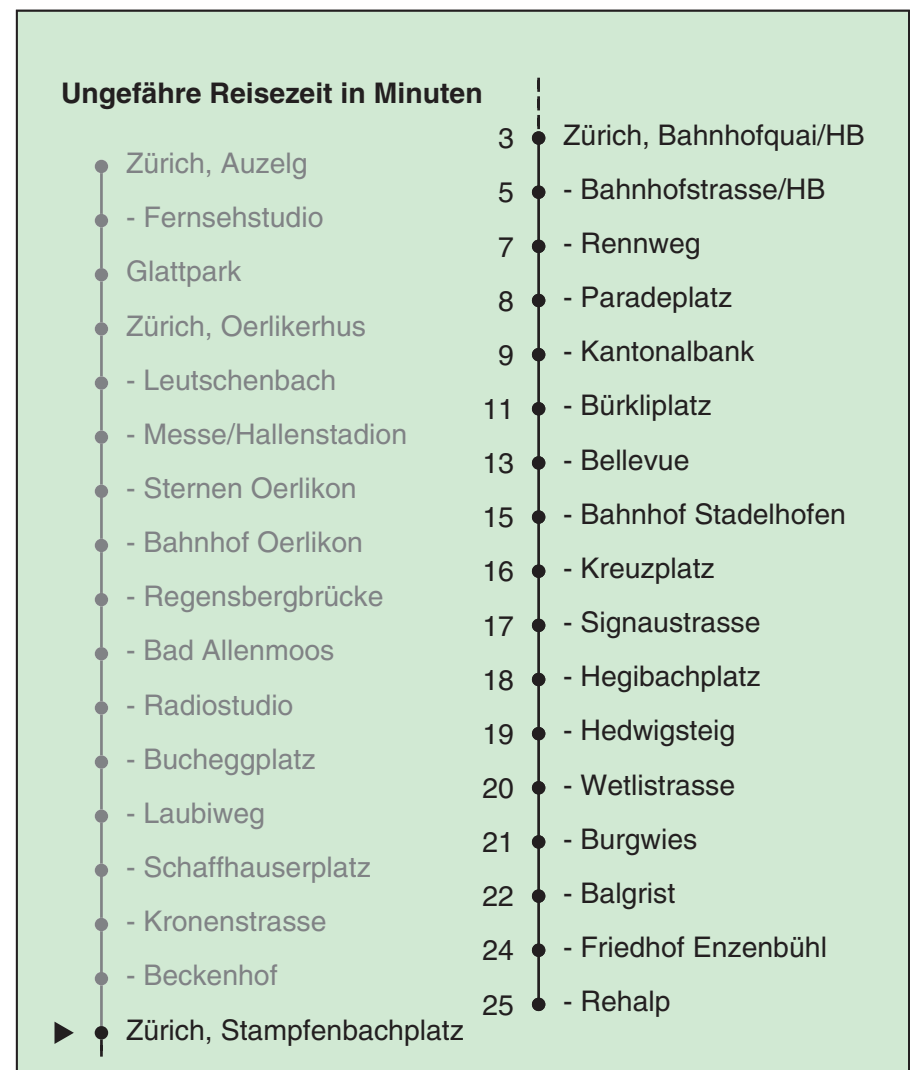 Ungefähre Reisezeit in Minuten
Zürich, Auzelg
- Fernsehstudio
Glattpark
Zürich, Oerlikerhus
- Leutschenbach
- Messe/Hallenstadion
- Sternen Oerlikon
- Bahnhof Oerlikon
- Regensbergbrücke
- Bad Allenmoos
- Radiostudio
- Bucheggplatz
- Laubiweg
- Schaffhauserplatz
- Kronenstrasse
- Beckenhof
Zürich, Stampfenbachplatz
3 Zürich, Bahnhofquai/HB
5 - Bahnhofstrasse/HB
7 - Rennweg
8 - Paradeplatz
9 - Kantonalbank
11 - Bürkliplatz
13 - Bellevue
15 - Bahnhof Stadelhofen
16 - Kreuzplatz
17 - Signaustrasse
18 - Hegibachplatz
19 - Hedwigsteig
20 - Wetlistrasse
21 - Burgwies
22 - Balgrist
24 - Friedhof Enzenbühl
25 - Rehalp